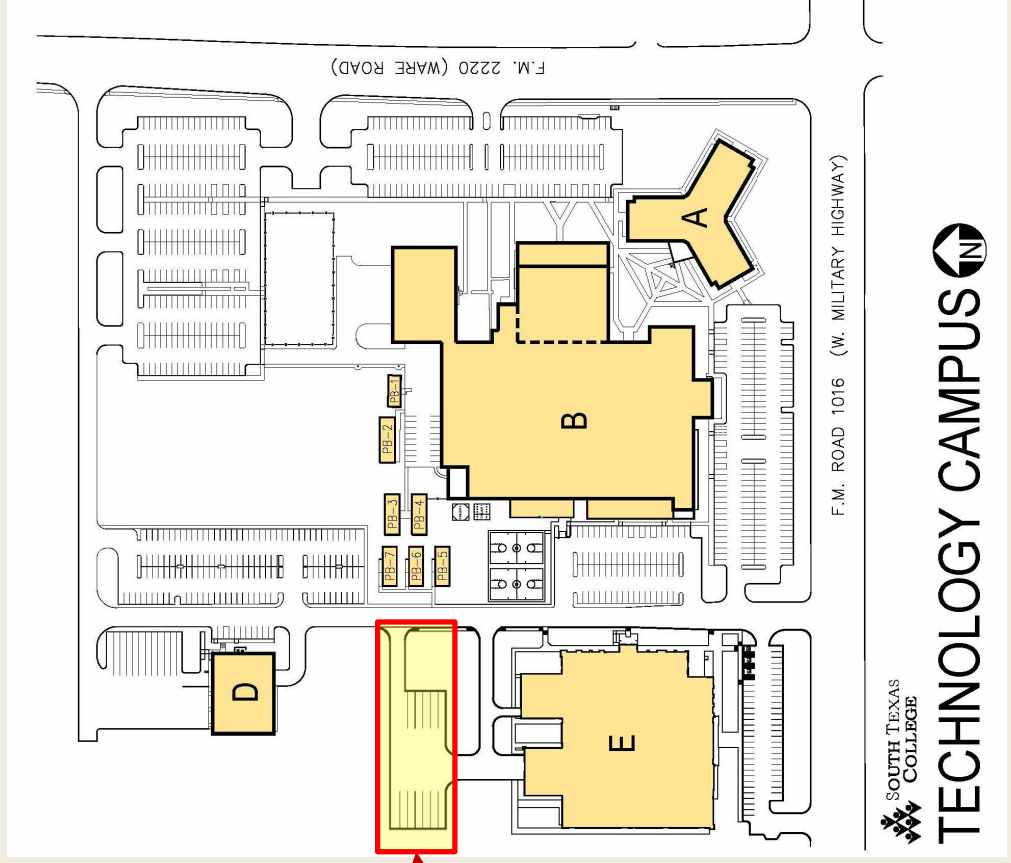 F.M. 2220 (WARE ROAD)
A
F.M. ROAD 1016 (W. MILITARY HIGHWAY)
N
B
PB-1
PB-2
PB-3
PB-4
PB-7
PB-6
PB-5
D
E
SOUTH TEXAS
COLLEGE
TECHNOLOGY CAMPUS